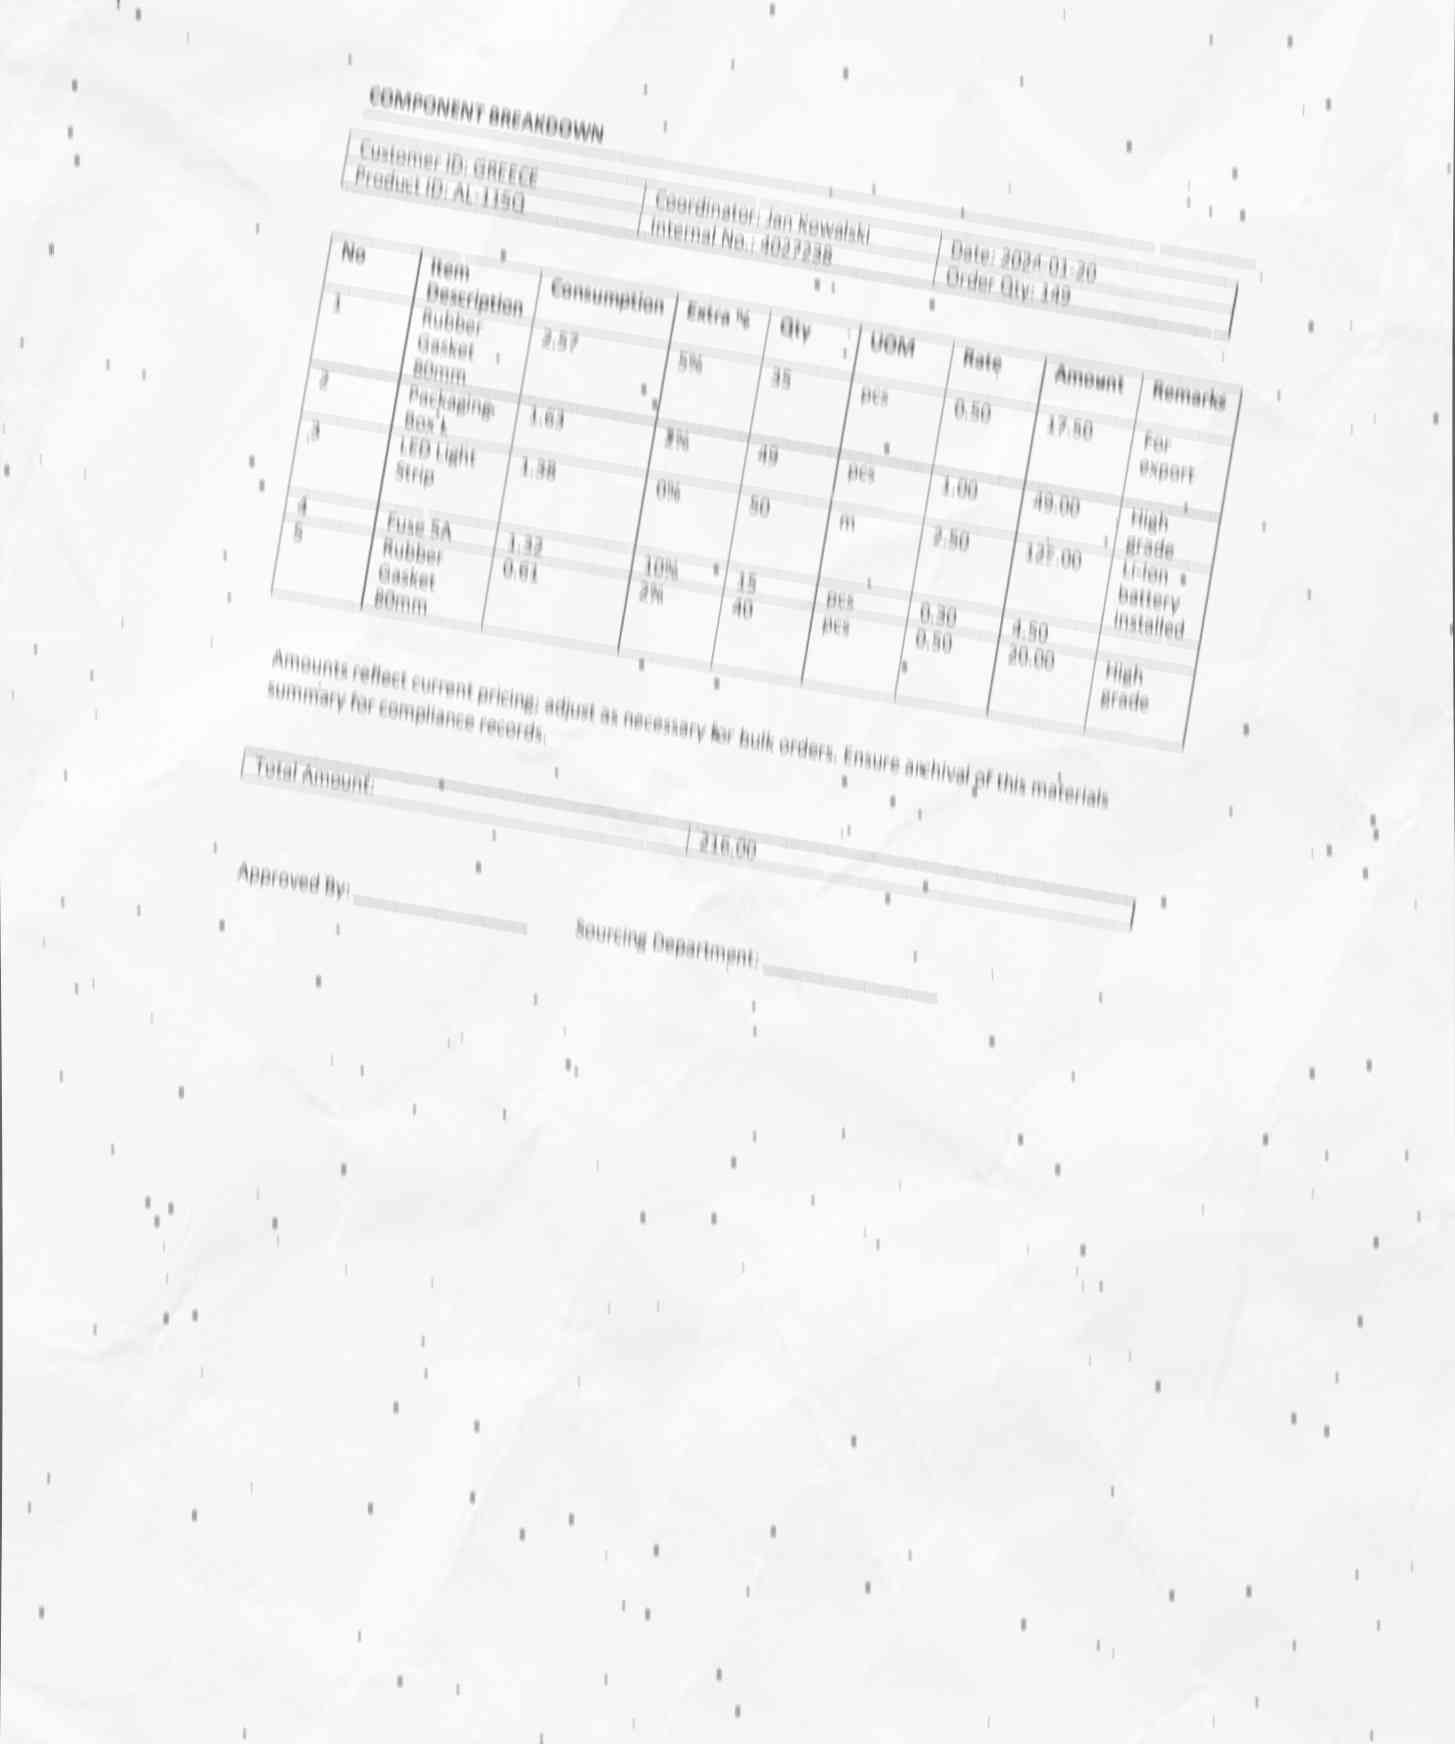 COMPONENT BREAKDOWN
Customer ID: GREECE
Product ID: AL-115Q
Coordinator: Jan Kowalski
Internal No.: 4027238
Date: 2024-01-20
Order Qty: 149
No Item Description Consumption Extra % Qty UOM Rate Amount Remarks
1 Rubber Gasket 80mm 2.57 5% 35 pcs 0.50 17.50 For export
2 Packaging Box L 1.63 49 pcs 1.00 49.00 High grade
3 LED Light Strip 1.38 0% 50 m 2.50 Li-ion battery installed
4 Fuse 5A 1.32 10% 15 pcs 0.30 4.50
5 Rubber Gasket 80mm 0.61 2% 40 pcs 0.50 20.00 High grade
Amounts reflect current pricing; adjust as necessary for bulk orders. Ensure archival of this materials
summary for compliance records.
Total Amount: 216.00
Approved By:
Sourcing Department: